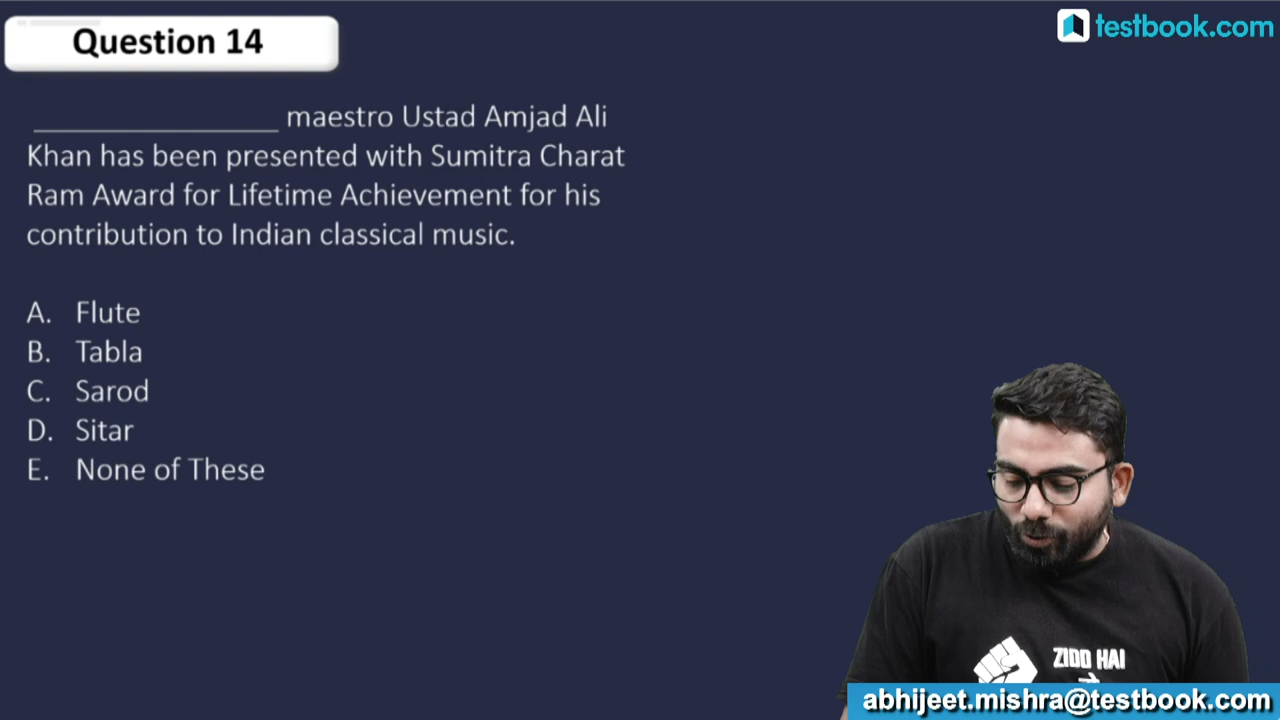 Question 14
testbook.com
______________ maestro Ustad Amjad Ali
Khan has been presented with Sumitra Charat
Ram Award for Lifetime Achievement for his
contribution to Indian classical music.
A. Flute
B. Tabla
C. Sarod
D. Sitar
E. None of These
ZIDD HAI
abhijeet.mishra@testbook.com